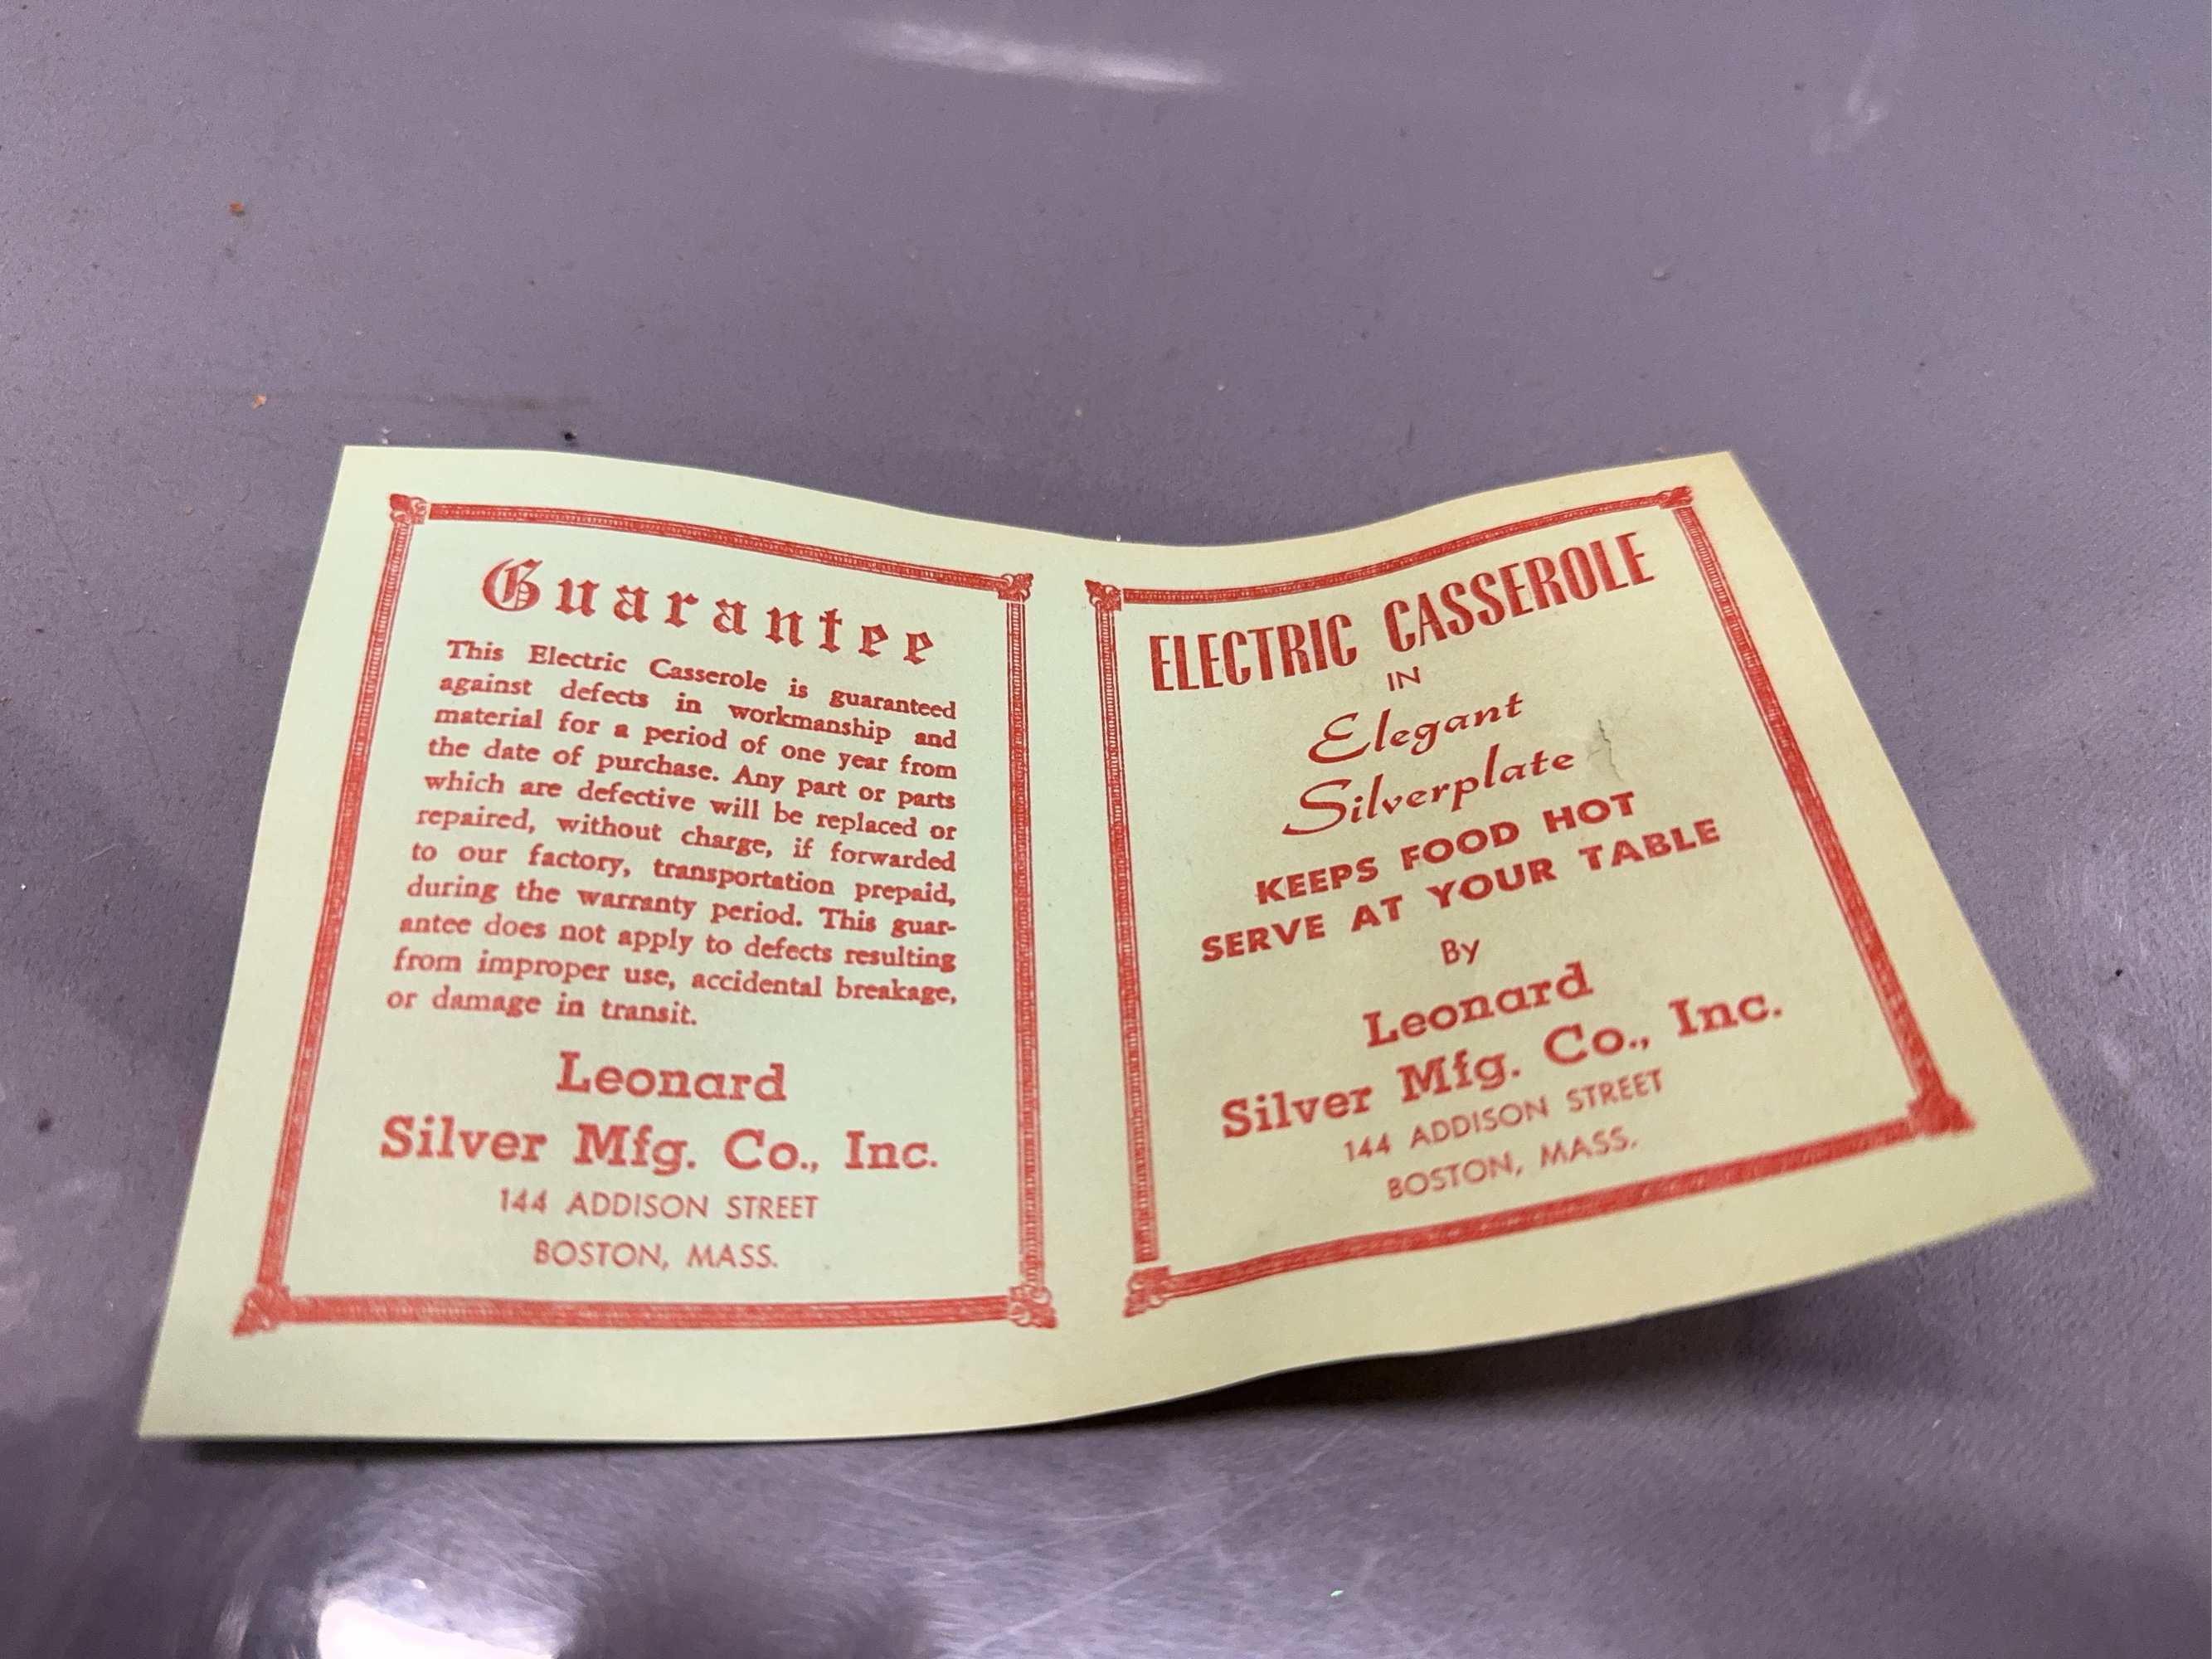 Guarantee
This Electric Casserole is guaranteed
against defects in workmanship and
material for a period of one year from
the date of purchase. Any part or parts
which are defective will be replaced or
repaired, without charge, if forwarded
to our factory, transportation prepaid,
during the warranty period. This guar-
antee does not apply to defects resulting
from improper use, accidental breakage,
or damage in transit.
Leonard
Silver Mfg. Co., Inc.
144 ADDISON STREET
BOSTON, MASS.
ELECTRIC CASSEROLE
IN
Elegant
Silverplate
KEEPS FOOD HOT
SERVE AT YOUR TABLE
By
Leonard
Silver Mfg. Co., Inc.
144 ADDISON STREET
BOSTON, MASS.